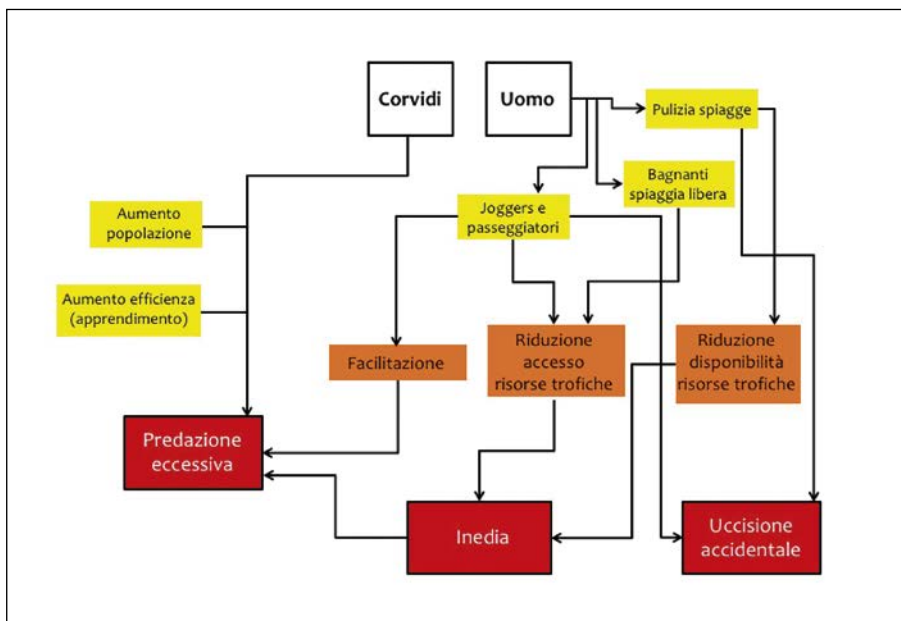 Corvidi
Uomo
Pulizia spiagge
Bagnanti
spiaggia libera
Joggers e
passeggiatori
Aumento
popolazione
Aumento efficienza
(apprendimento)
Facilitazione
Riduzione
accesso
risorse trofiche
Riduzione
disponibilità
risorse trofiche
Predazione
eccessiva
Inedia
Uccisione
accidentale